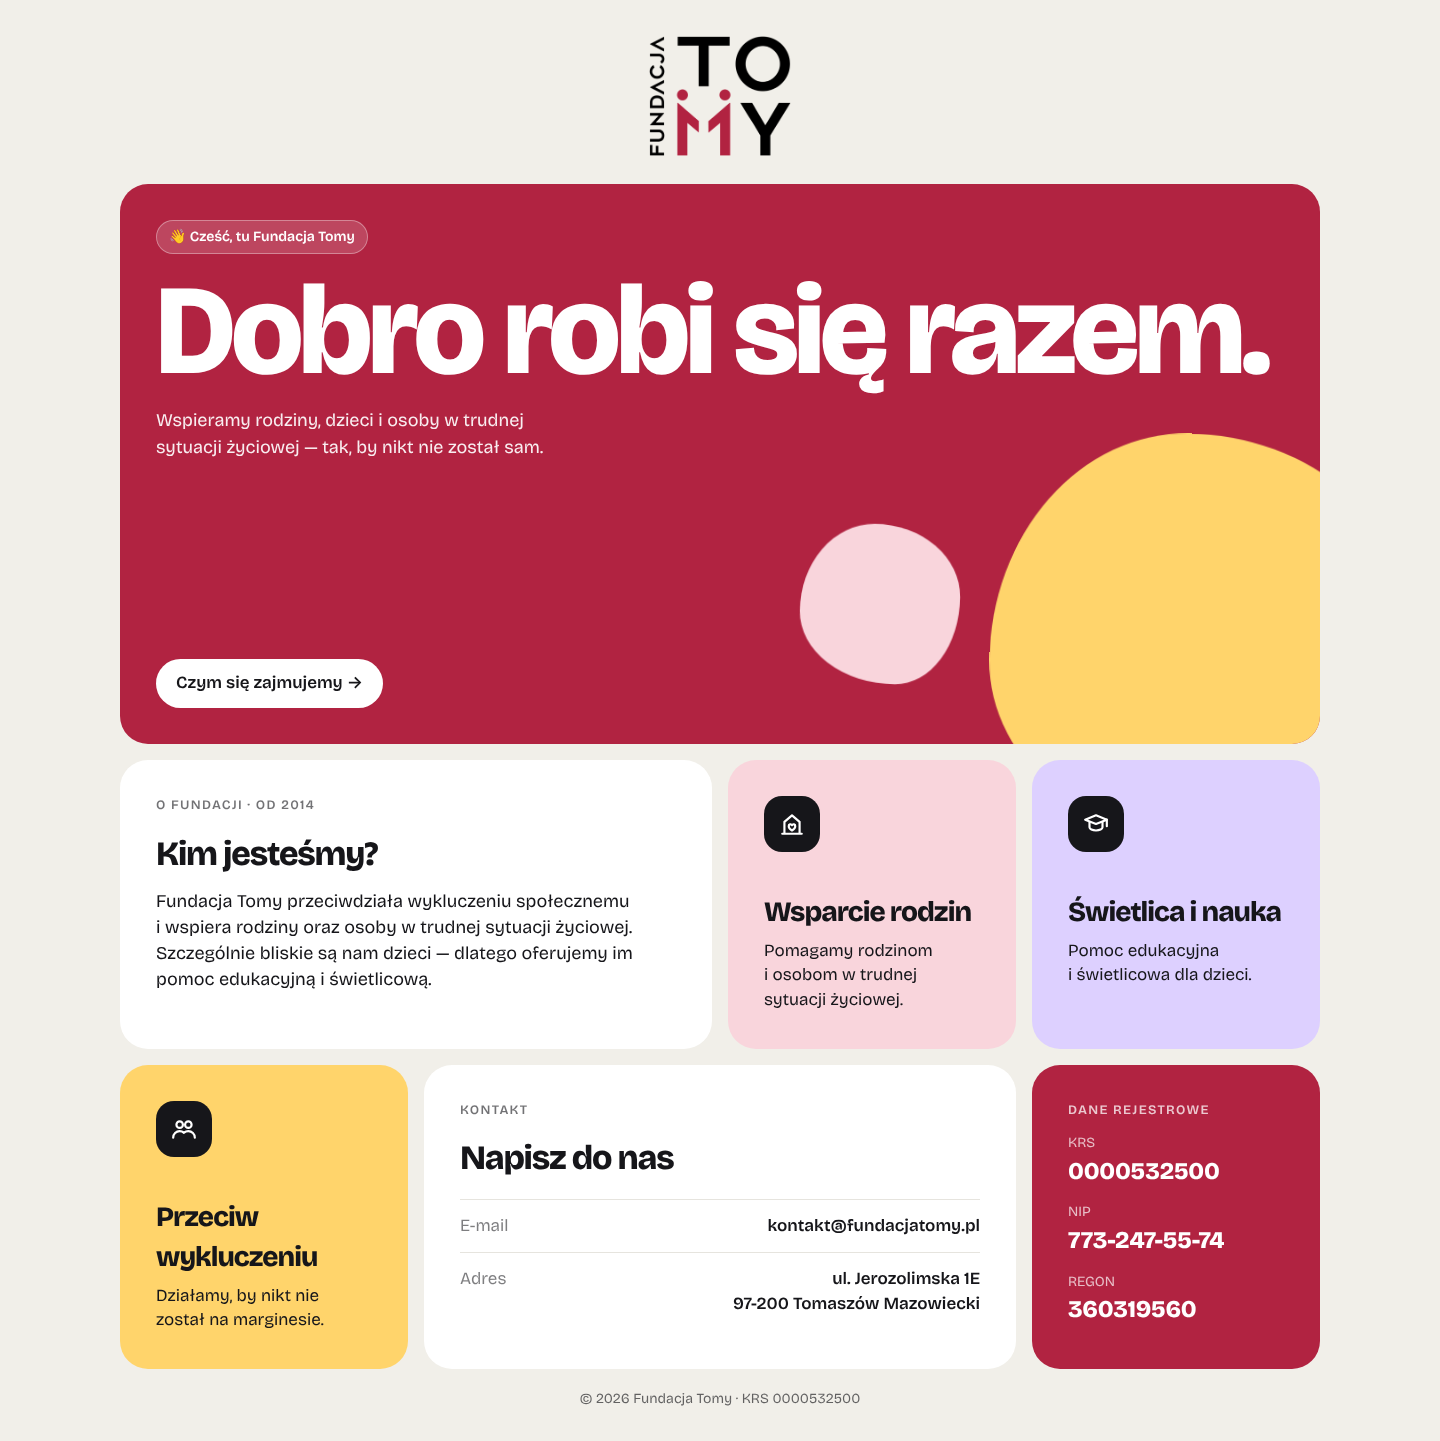 FUNDACJA
TO
MY
👋 Cześć, tu Fundacja Tomy
Dobro robi się razem.
Wspieramy rodziny, dzieci i osoby w trudnej
sytuacji życiowej — tak, by nikt nie został sam.
Czym się zajmujemy →
O FUNDACJI · OD 2014
Kim jesteśmy?
Fundacja Tomy przeciwdziała wykluczeniu społecznemu
i wspiera rodziny oraz osoby w trudnej sytuacji życiowej.
Szczególnie bliskie są nam dzieci — dlatego oferujemy im
pomoc edukacyjną i świetlicową.
Wsparcie rodzin
Pomagamy rodzinom
i osobom w trudnej
sytuacji życiowej.
Świetlica i nauka
Pomoc edukacyjna
i świetlicowa dla dzieci.
Przeciw
wykluczeniu
Działamy, by nikt nie
został na marginesie.
KONTAKT
Napisz do nas
E-mail kontakt@fundacjatomy.pl
Adres ul. Jerozolimska 1E
97-200 Tomaszów Mazowiecki
DANE REJESTROWE
KRS
0000532500
NIP
773-247-55-74
REGON
360319560
© 2026 Fundacja Tomy · KRS 0000532500